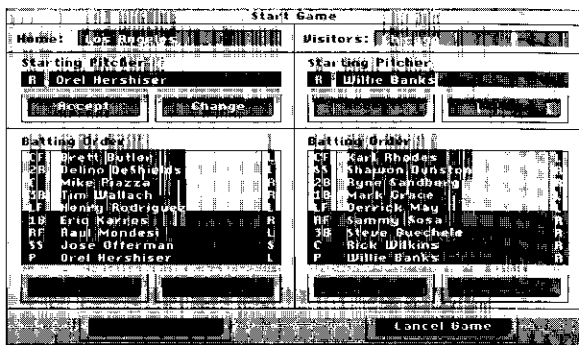 Start Game
Home: Los Angeles
Visitors: Chicago
Starting Pitcher
R Orel Hershiser
Accept Change
Starting Pitcher
R Willie Banks
Batting Order
CF Brett Butler L
2B Delino DeShields L
C Mike Piazza R
3B Tim Wallach R
LF Henry Rodriguez L
1B Eric Karros R
RF Raul Mondesi R
SS Jose Offerman S
P Orel Hershiser L
Batting Order
CF Karl Rhodes L
SS Shawon Dunston R
2B Ryne Sandberg R
1B Mark Grace L
LF Derrick May L
RF Sammy Sosa R
3B Steve Buechele R
C Rick Wilkins
P Willie Banks R
Cancel Game